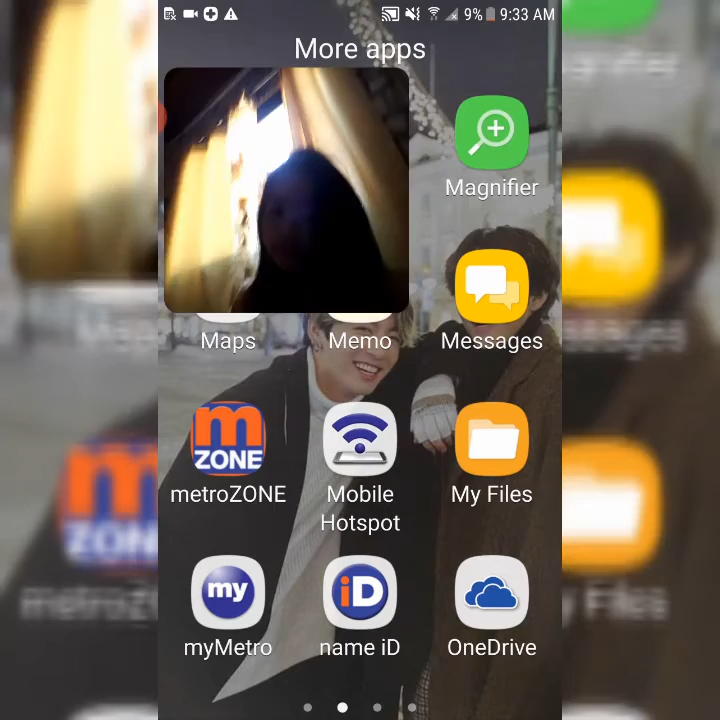 9% 9:33 AM
More apps
Magnifier
Maps Memo Messages
m
ZONE
metroZONE Mobile My Files
Hotspot
my iD
myMetro name iD OneDrive